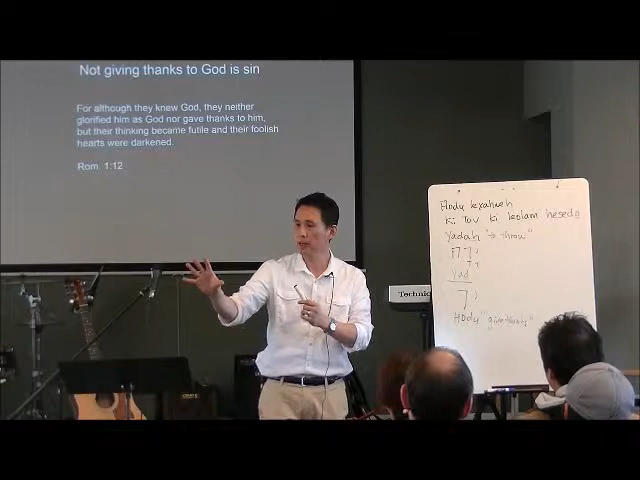 Not giving thanks to God is sin
For although they knew God, they neither
glorified him as God nor gave thanks to him,
but their thinking became futile and their foolish
hearts were darkened.
Rom. 1:12
Hodu leyahweh
ki Tov ki leolam hesedo
Yadah "to throw"
Yad
Hodu "give thanks"
Technic